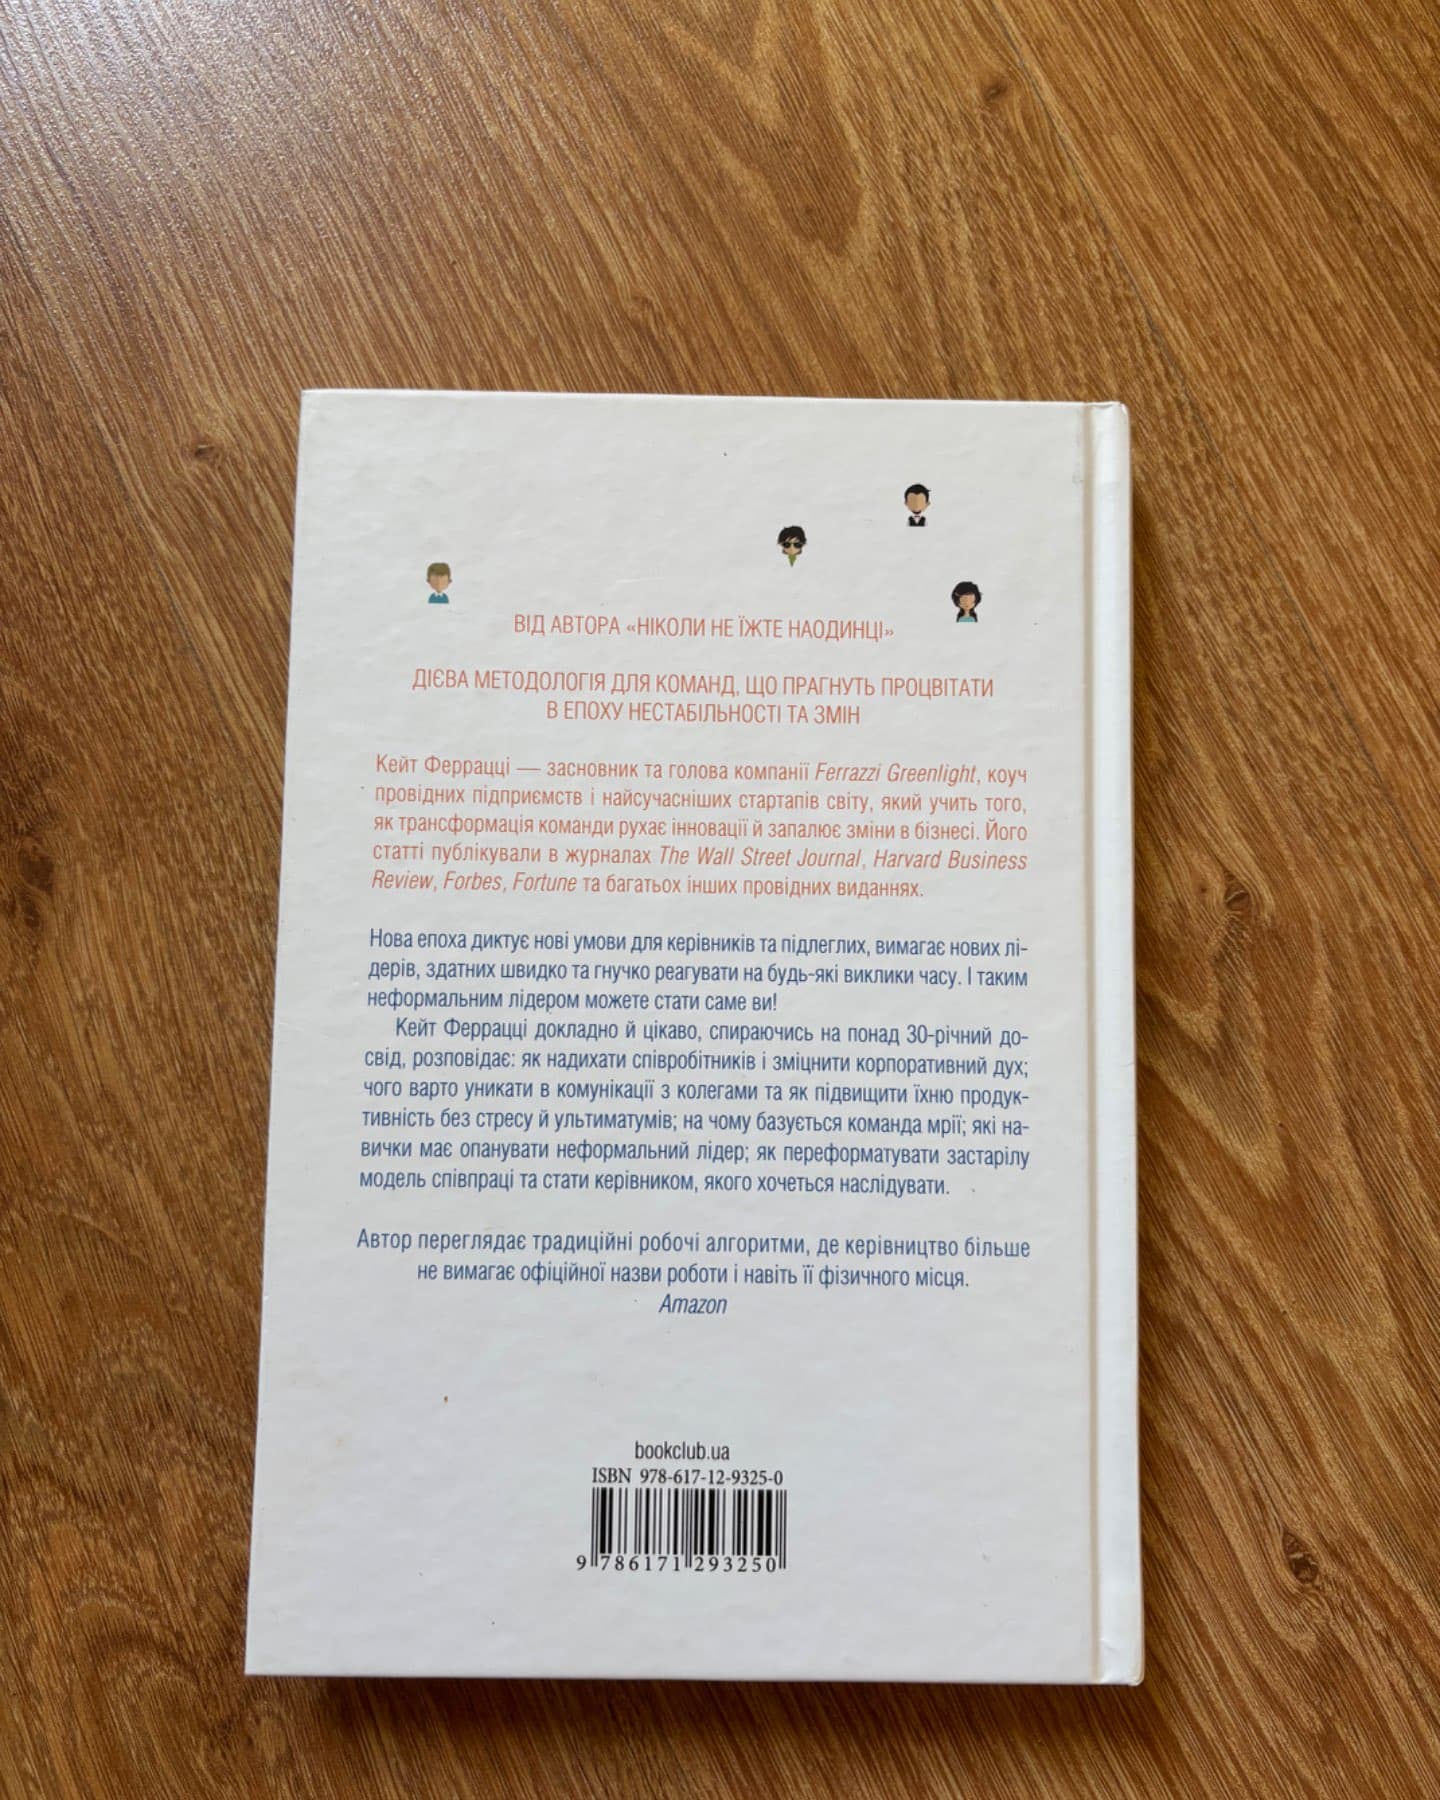 ВІД АВТОРА «НІКОЛИ НЕ ЇЖТЕ НАОДИНЦІ»
ДІЄВА МЕТОДОЛОГІЯ ДЛЯ КОМАНД, ЩО ПРАГНУТЬ ПРОЦВІТАТИ
В ЕПОХУ НЕСТАБІЛЬНОСТІ ТА ЗМІН
Кейт Феррацці — засновник та голова компанії Ferrazzi Greenlight, коуч
провідних підприємств і найсучасніших стартапів світу, який учить того,
як трансформація команди рухає інновації й запалює зміни в бізнесі. Його
статті публікували в журналах The Wall Street Journal, Harvard Business
Review, Forbes, Fortune та багатьох інших провідних виданнях.
Нова епоха диктує нові умови для керівників та підлеглих, вимагає нових лі-
дерів, здатних швидко та гнучко реагувати на будь-які виклики часу. І таким
неформальним лідером можете стати саме ви!
Кейт Феррацці докладно й цікаво, спираючись на понад 30-річний до-
свід, розповідає: як надихати співробітників і зміцнити корпоративний дух;
чого варто уникати в комунікації з колегами та як підвищити їхню продук-
тивність без стресу й ультиматумів; на чому базується команда мрії; які на-
вички має опанувати неформальний лідер; як переформатувати застарілу
модель співпраці та стати керівником, якого хочеться наслідувати.
Автор переглядає традиційні робочі алгоритми, де керівництво більше
не вимагає офіційної назви роботи і навіть її фізичного місця.
Amazon
bookclub.ua
ISBN 978-617-12-9325-0
9 786171 293250